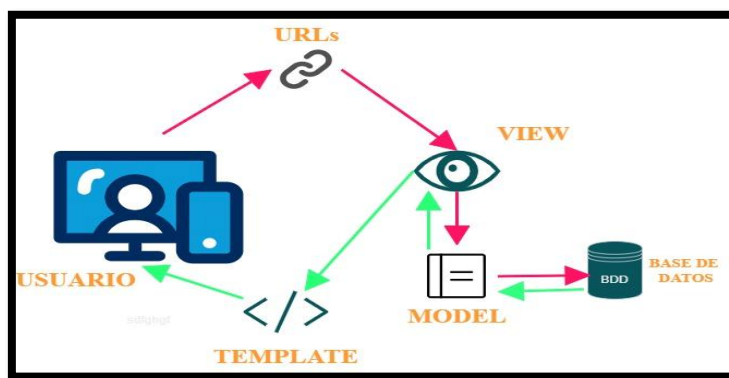 URLs
VIEW
USUARIO
BDD
BASE DE
DATOS
MODEL
TEMPLATE